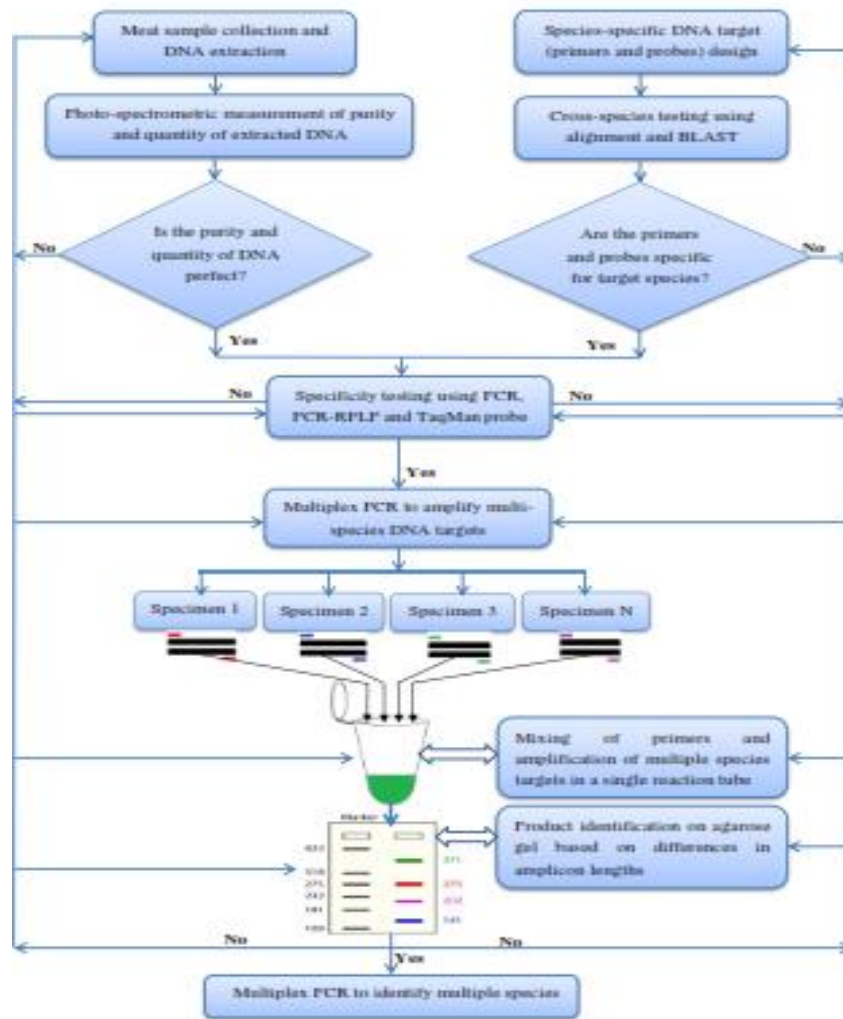 Meat sample collection and
DNA extraction
Species-specific DNA target
(primers and probes) design
Photo-spectrometric measurement of purity
and quantity of extracted DNA
Cross-species testing using
alignment and BLAST
Is the purity and
quantity of DNA
perfect?
Are the primers
and probes specific
for target species?
No
No
Yes
Yes
No
Specificity testing using PCR,
PCR-RFLP and TaqMan probe
No
Yes
Multiplex PCR to amplify multi-
species DNA targets
Specimen 1
Specimen 2
Specimen 3
Specimen N
Mixing of primers and
amplification of multiple species
targets in a single reaction tube
Marker
Product identification on agarose
gel based on differences in
amplicon lengths
No
No
Yes
Multiplex PCR to identify multiple species